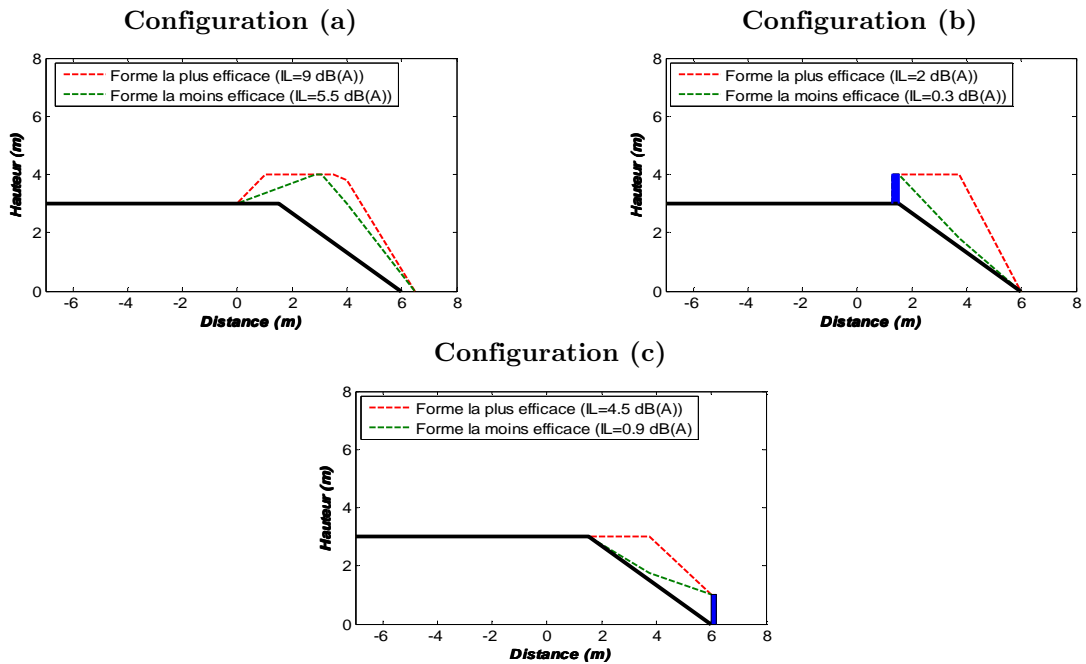 Configuration (a)
Forme la plus efficace (IL=9 dB(A))
Forme la moins efficace (IL=5.5 dB(A))
Hauteur (m)
8
6
4
2
0
-6 -4 -2 0 2 4 6 8
Distance (m)
Configuration (b)
Forme la plus efficace (IL=2 dB(A))
Forme la moins efficace (IL=0.3 dB(A))
Hauteur (m)
8
6
4
2
0
-6 -4 -2 0 2 4 6 8
Distance (m)
Configuration (c)
Forme la plus efficace (IL=4.5 dB(A))
Forme la moins efficace (IL=0.9 dB(A)
Hauteur (m)
8
6
4
2
0
-6 -4 -2 0 2 4 6 8
Distance (m)